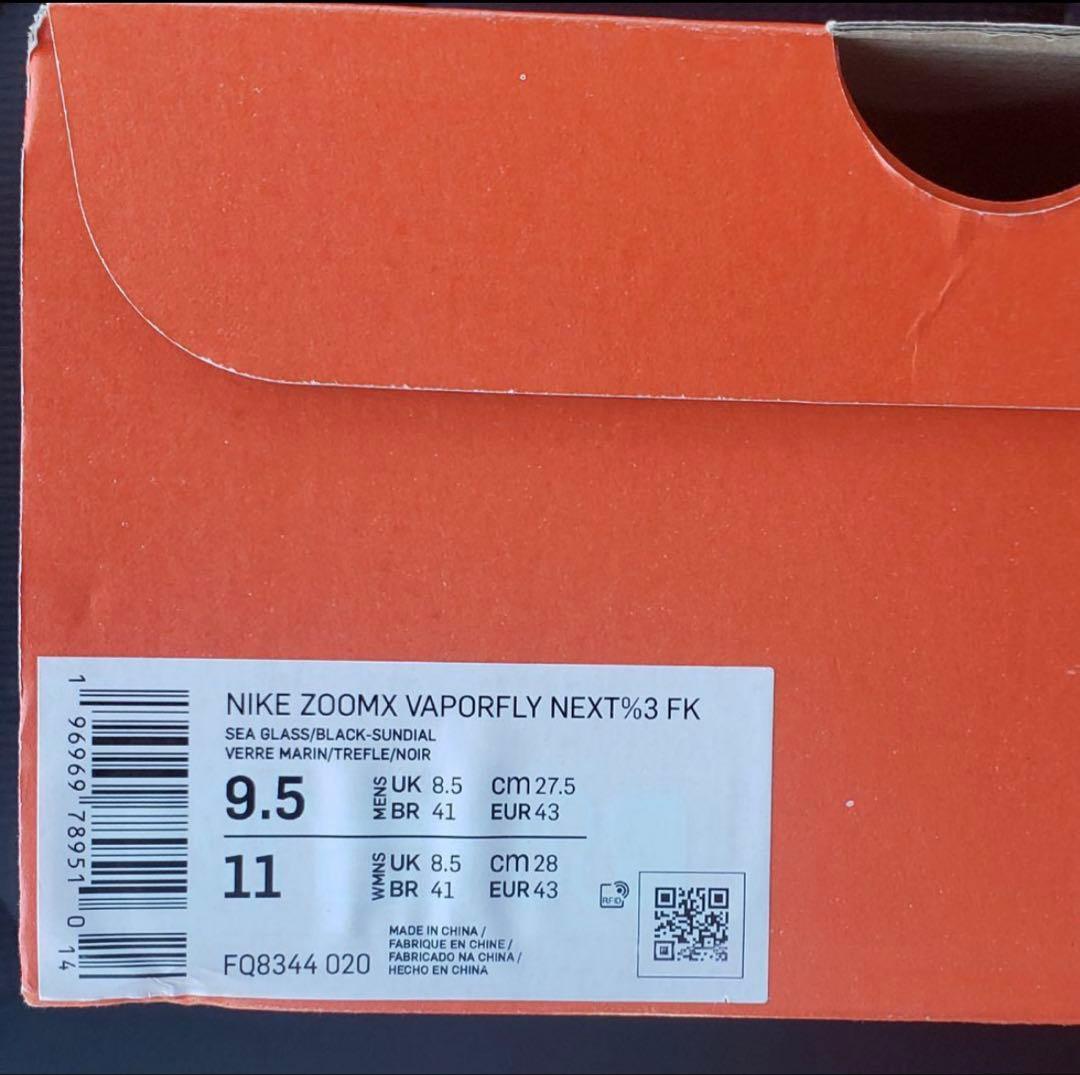 NIKE ZOOMX VAPORFLY NEXT%3 FK
SEA GLASS/BLACK-SUNDIAL
VERRE MARIN/TREFLE/NOIR
9.5 MENS UK 8.5 cm 27.5
BR 41 EUR 43
11 WMNS UK 8.5 cm 28
BR 41 EUR 43
RFID
MADE IN CHINA /
FABRIQUE EN CHINE /
FABRICADO NA CHINA /
HECHO EN CHINA
FQ8344 020
1 96969 78951 0 14